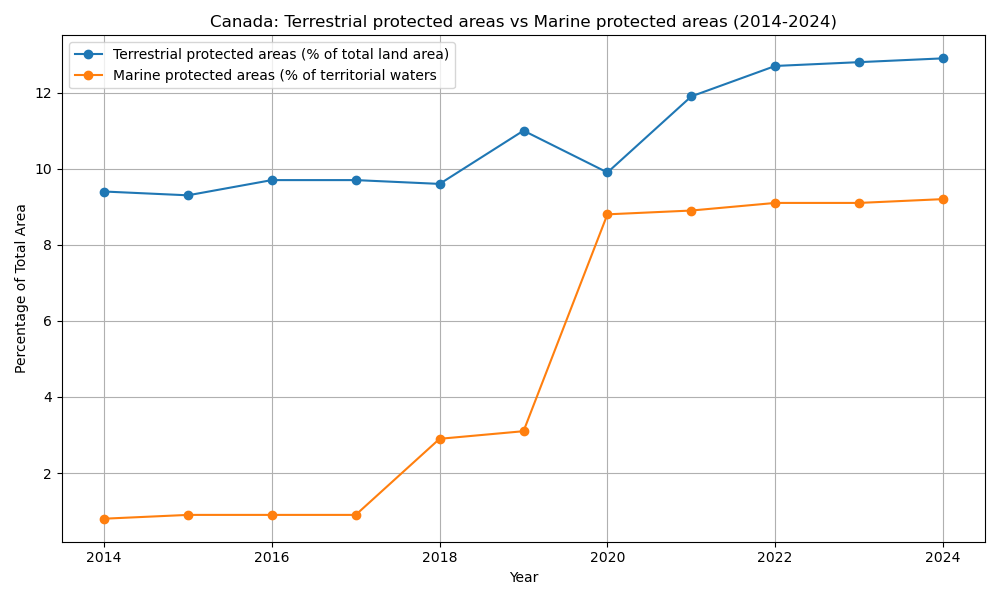 Canada: Terrestrial protected areas vs Marine protected areas (2014-2024)
Terrestrial protected areas (% of total land area)
Marine protected areas (% of territorial waters
Percentage of Total Area
12
10
8
6
4
2
2014
2016
2018
2020
2022
2024
Year